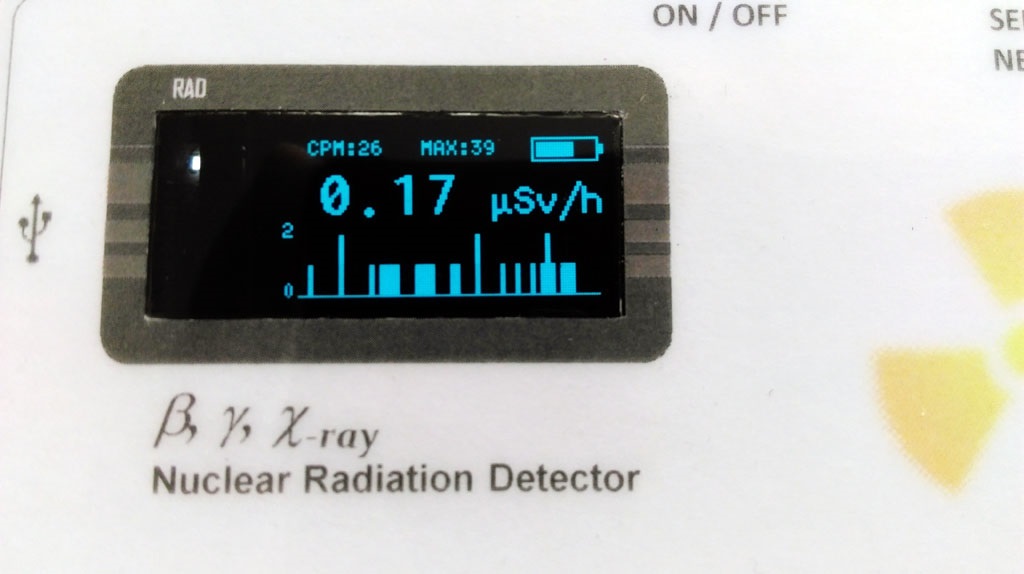 ON / OFF
RAD
CPM:26 MAX:39
0.17 μSv/h
2
0
β, γ, χ-ray
Nuclear Radiation Detector